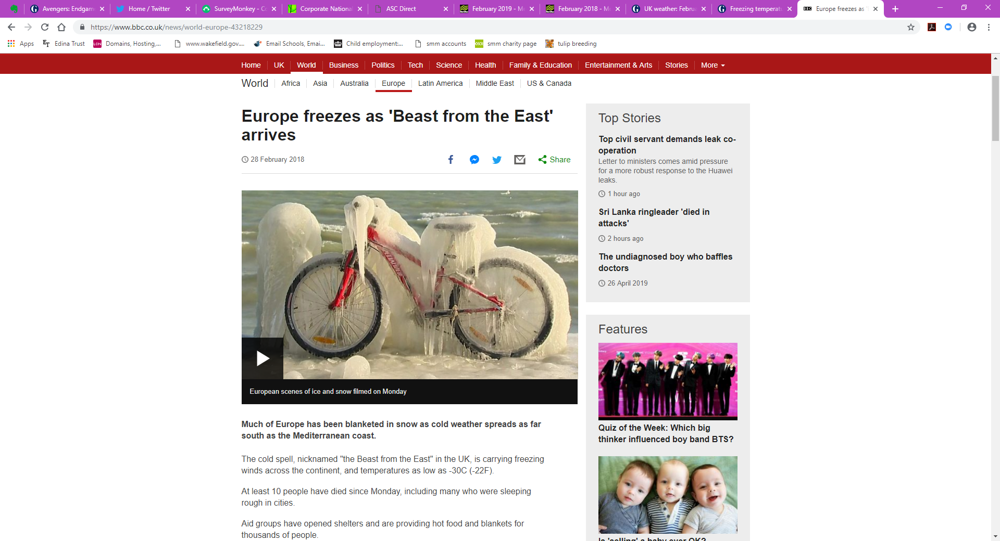 Avengers: Endgam
Home / Twitter
SurveyMonkey - C
Corporate National
ASC Direct
February 2019 - M
February 2018 - M
UK weather: Febru
Freezing temperat
Europe freezes as '
https://www.bbc.co.uk/news/world-europe-43218229
Apps
Edina Trust
Domains, Hosting,...
www.wakefield.gov....
Email Schools, Emai...
Child employment:...
smm accounts
smm charity page
tulip breeding
Home
UK
World
Business
Politics
Tech
Science
Health
Family & Education
Entertainment & Arts
Stories
More
World
Africa
Asia
Australia
Europe
Latin America
Middle East
US & Canada
Europe freezes as 'Beast from the East'
arrives
28 February 2018
Share
European scenes of ice and snow filmed on Monday
Much of Europe has been blanketed in snow as cold weather spreads as far
south as the Mediterranean coast.
The cold spell, nicknamed "the Beast from the East" in the UK, is carrying freezing
winds across the continent, and temperatures as low as -30C (-22F).
At least 10 people have died since Monday, including many who were sleeping
rough in cities.
Aid groups have opened shelters and are providing hot food and blankets for
thousands of people.
Top Stories
Top civil servant demands leak co-
operation
Letter to ministers comes amid pressure
for a more robust response to the Huawei
leaks.
1 hour ago
Sri Lanka ringleader 'died in
attacks'
2 hours ago
The undiagnosed boy who baffles
doctors
26 April 2019
Features
Quiz of the Week: Which big
thinker influenced boy band BTS?
Is 'selling' a baby ever OK?